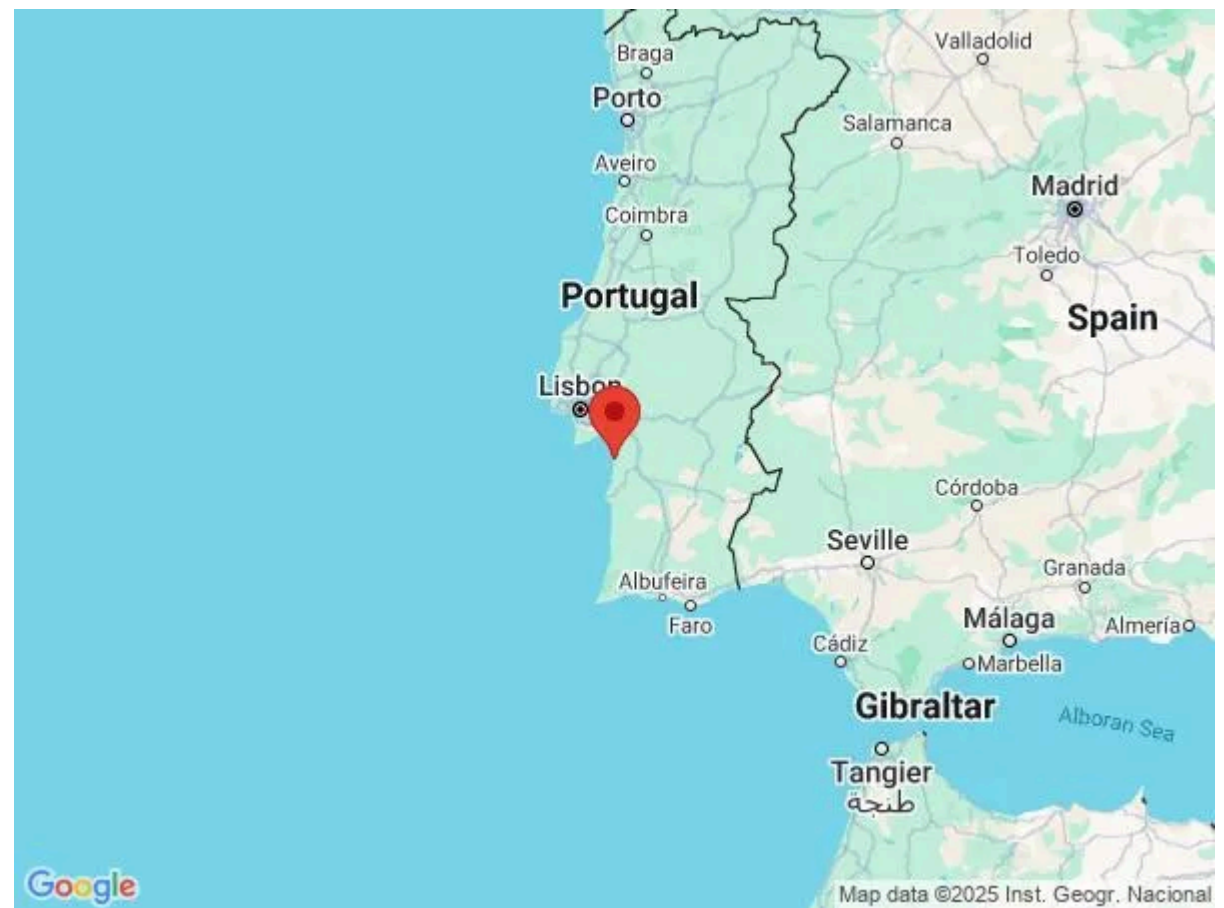 Braga
Valladolid
Porto
Salamanca
Aveiro
Madrid
Coimbra
Toledo
Portugal
Spain
Lisbon
Córdoba
Seville
Granada
Albufeira
Málaga
Almería
Faro
Cádiz
Marbella
Gibraltar
Alboran Sea
Tangier
طنجة
Google
Map data ©2025 Inst. Geogr. Nacional